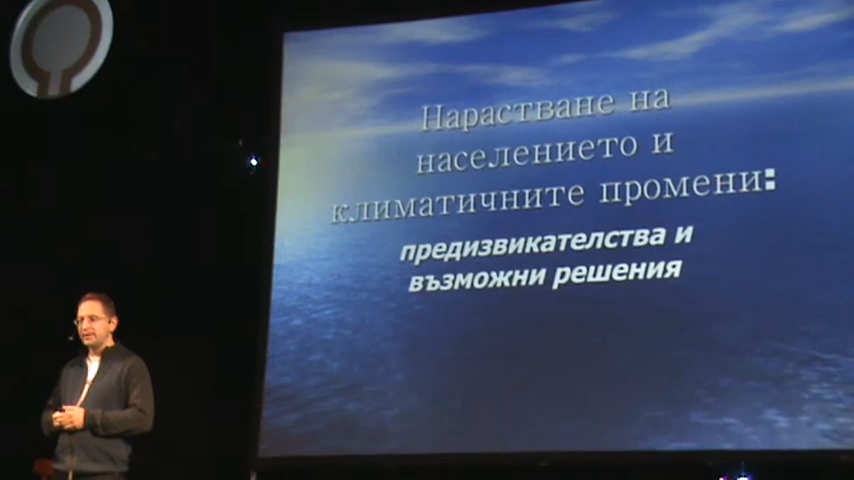 Нарастване на
населението и
климатичните промени:
предизвикателства и
възможни решения